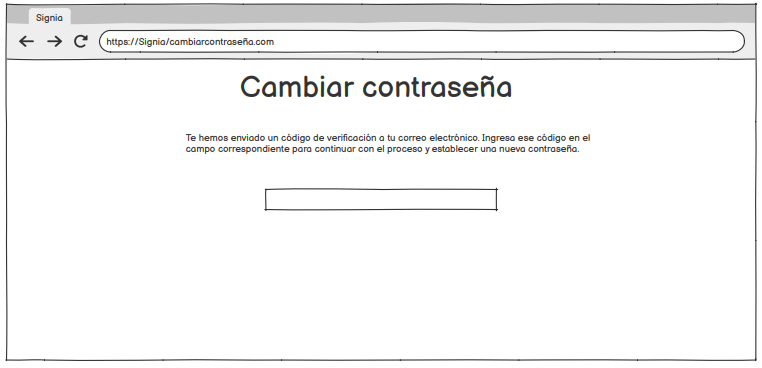 Signia
https://Signia/cambiarcontraseña.com
Cambiar contraseña
Te hemos enviado un código de verificación a tu correo electrónico. Ingresa ese código en el
campo correspondiente para continuar con el proceso y establecer una nueva contraseña.